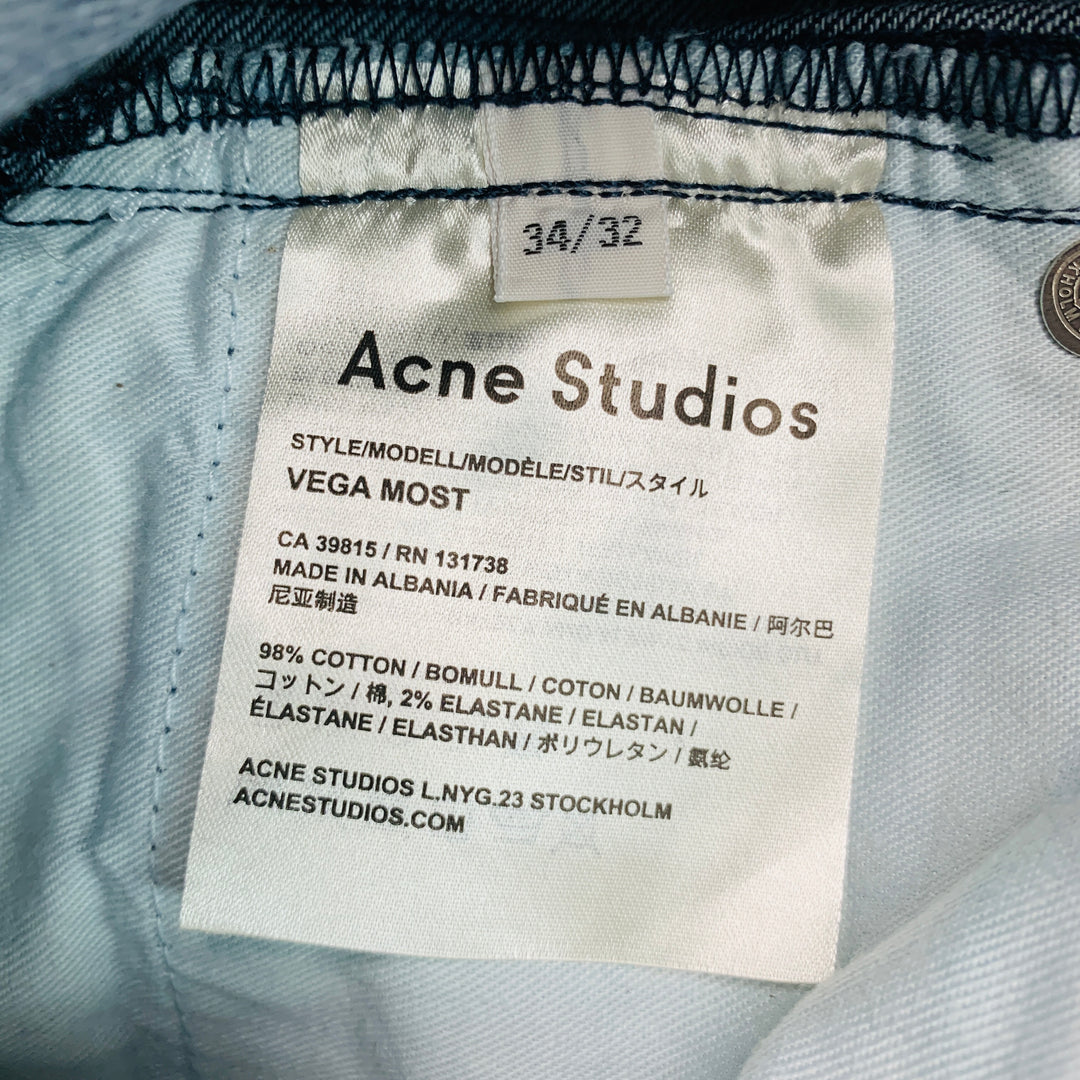 34/32
Acne Studios
STYLE/MODELL/MODÈLE/STIL/スタイル
VEGA MOST
CA 39815 / RN 131738
MADE IN ALBANIA / FABRIQUÉ EN ALBANIE / 阿尔巴
尼亚制造
98% COTTON / BOMULL / COTON / BAUMWOLLE /
コットン / 棉, 2% ELASTANE / ELASTAN /
ÉLASTANE / ELASTHAN / ポリウレタン / 氨纶
ACNE STUDIOS L.NYG.23 STOCKHOLM
ACNESTUDIOS.COM